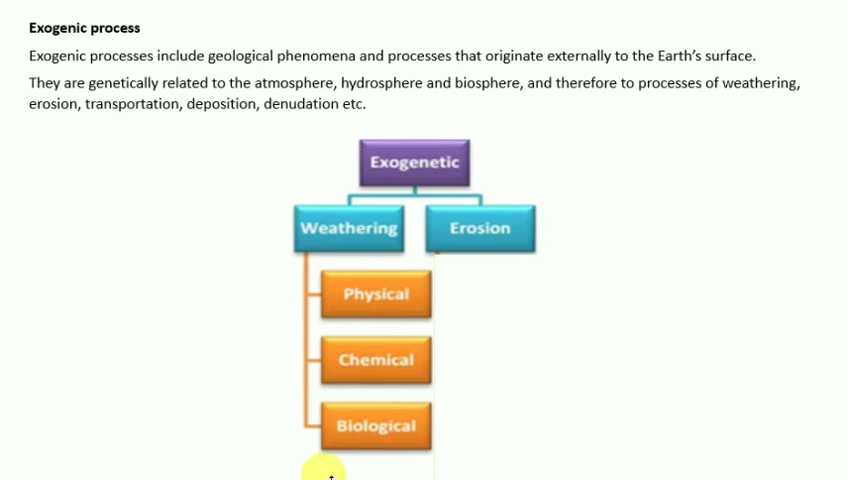 Exogenic process
Exogenic processes include geological phenomena and processes that originate externally to the Earth’s surface.
They are genetically related to the atmosphere, hydrosphere and biosphere, and therefore to processes of weathering,
erosion, transportation, deposition, denudation etc.
Exogenetic
Weathering
Erosion
Physical
Chemical
Biological